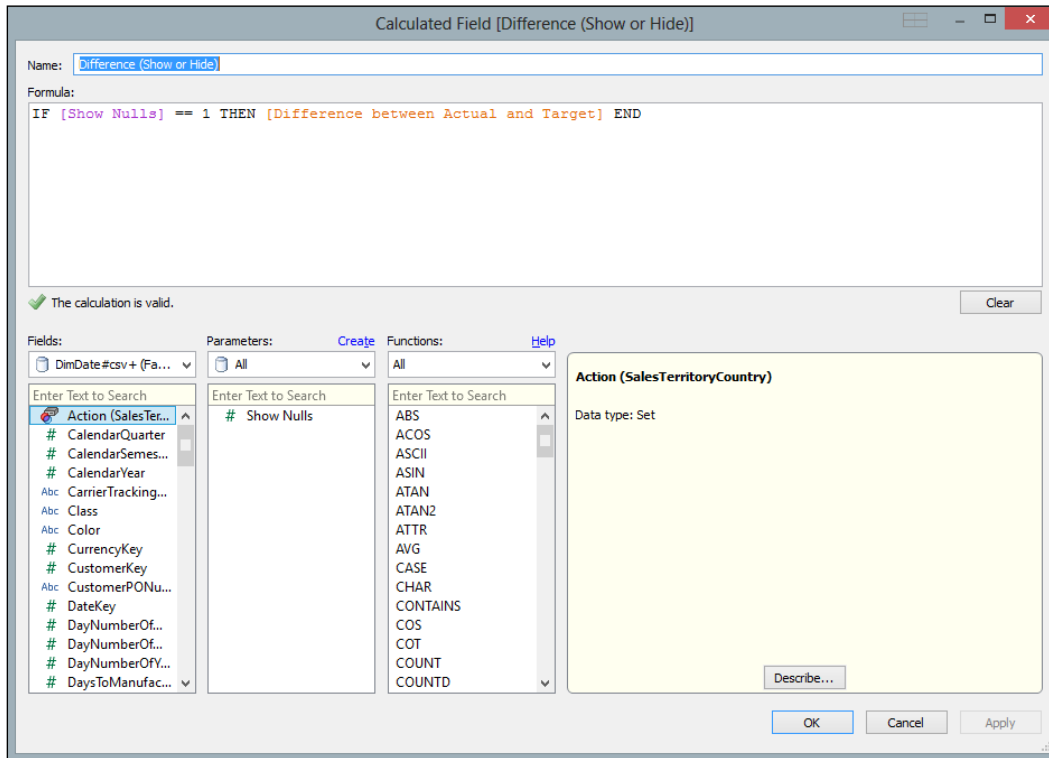 Calculated Field [Difference (Show or Hide)]
Name: Difference (Show or Hide)
Formula:
IF [Show Nulls] == 1 THEN [Difference between Actual and Target] END
The calculation is valid.
Clear
Fields:
DimDate#csv+ (Fa...
Enter Text to Search
Action (SalesTer...
# CalendarQuarter
# CalendarSemes...
# CalendarYear
Abc CarrierTracking...
Abc Class
Abc Color
# CurrencyKey
# CustomerKey
Abc CustomerPONu...
# DateKey
# DayNumberOf...
# DayNumberOf...
# DayNumberOfY...
# DaysToManufac...
Parameters: Create
All
Enter Text to Search
# Show Nulls
Functions: Help
All
Enter Text to Search
ABS
ACOS
ASCII
ASIN
ATAN
ATAN2
ATTR
AVG
CASE
CHAR
CONTAINS
COS
COT
COUNT
COUNTD
Action (SalesTerritoryCountry)
Data type: Set
Describe...
OK Cancel Apply